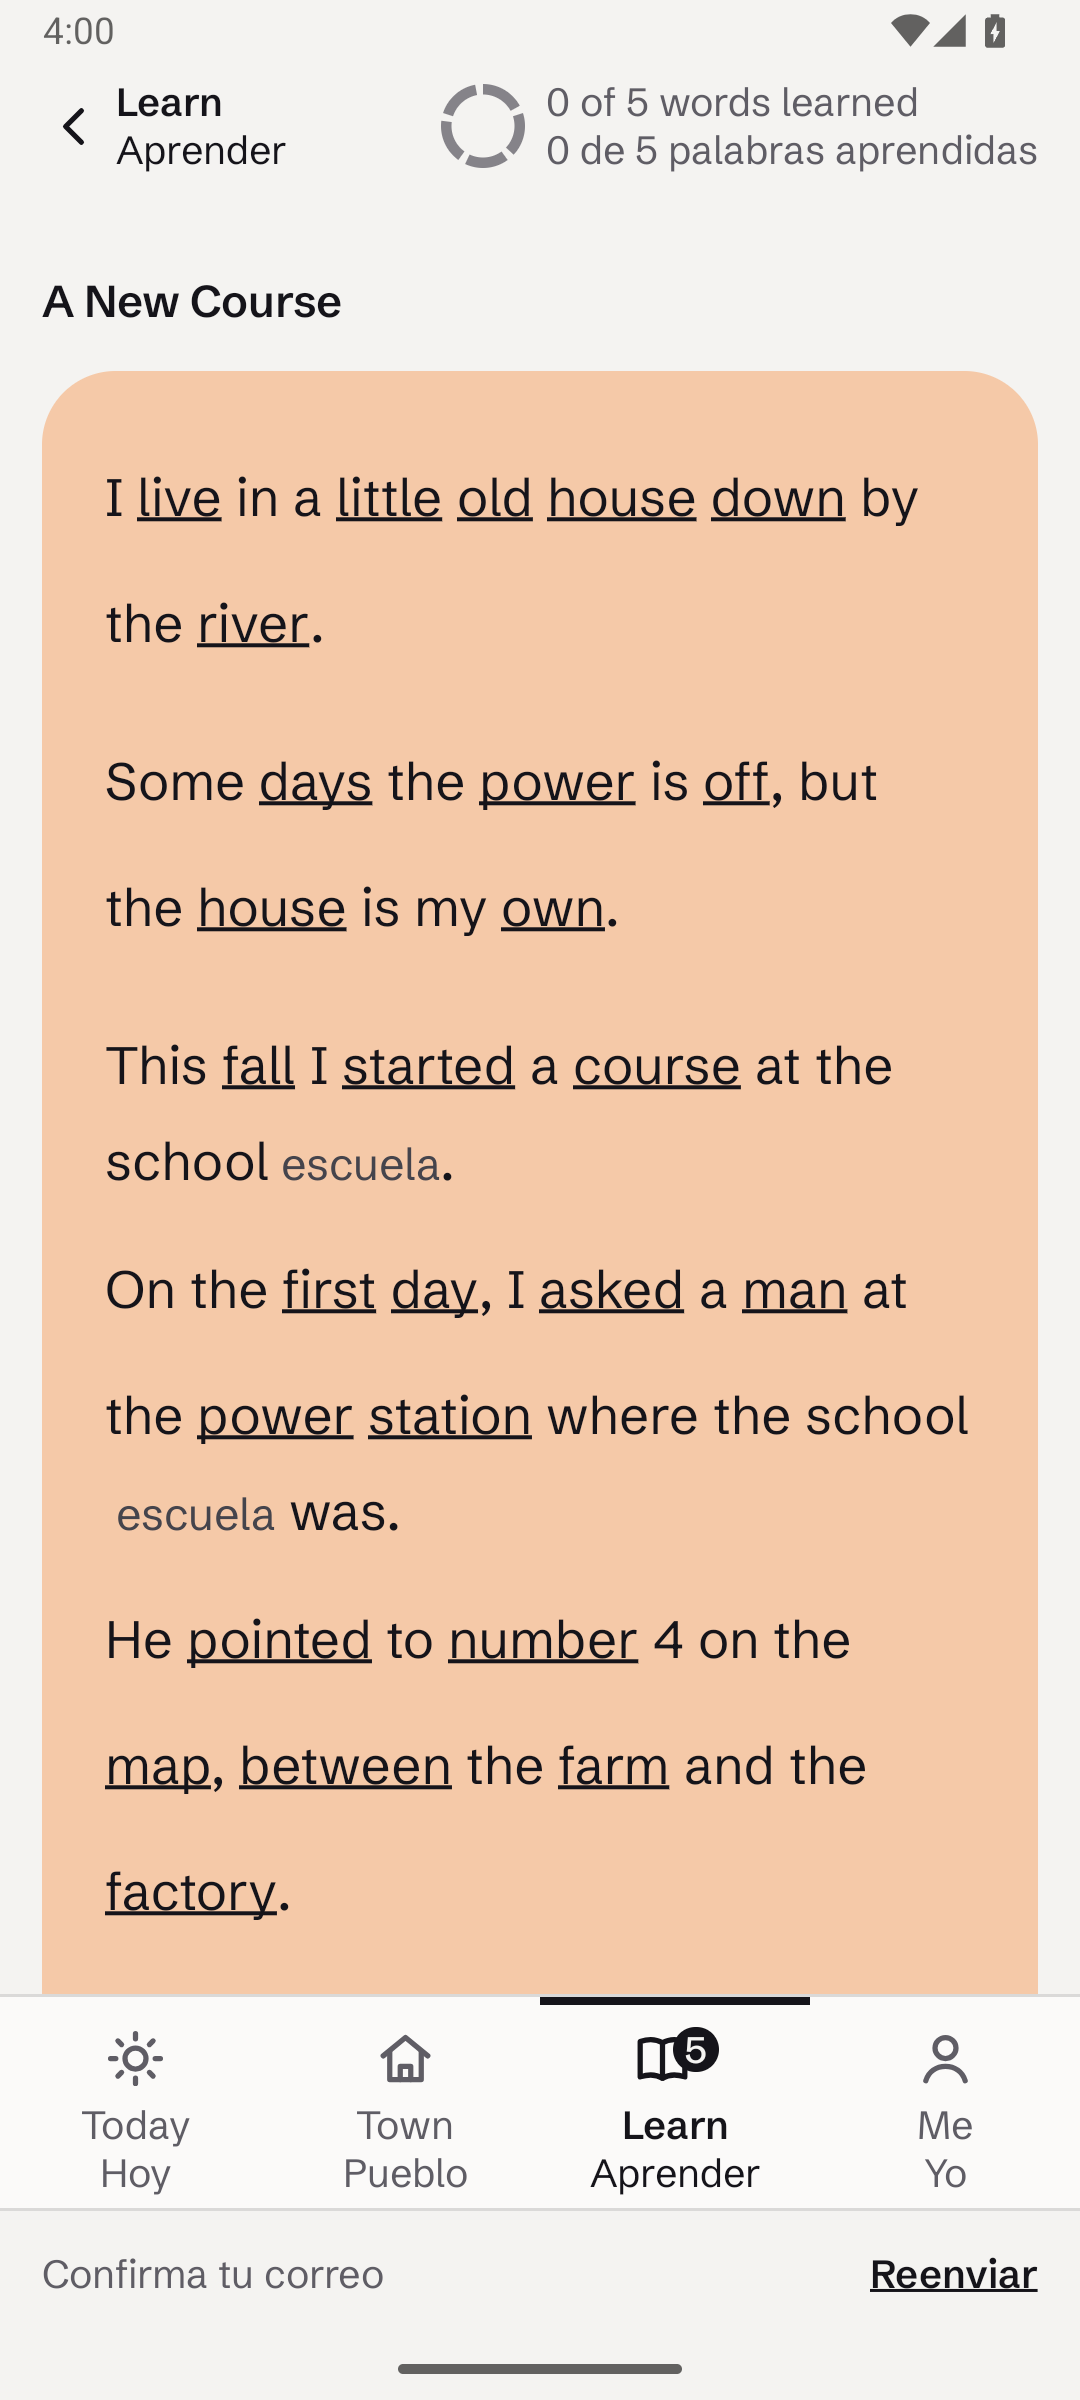 4:00
Learn
Aprender
0 of 5 words learned
0 de 5 palabras aprendidas
A New Course
I live in a little old house down by
the river.
Some days the power is off, but
the house is my own.
This fall I started a course at the
school escuela.
On the first day, I asked a man at
the power station where the school
escuela was.
He pointed to number 4 on the
map, between the farm and the
factory.
5
Today
Hoy
Town
Pueblo
Learn
Aprender
Me
Yo
Confirma tu correo
Reenviar